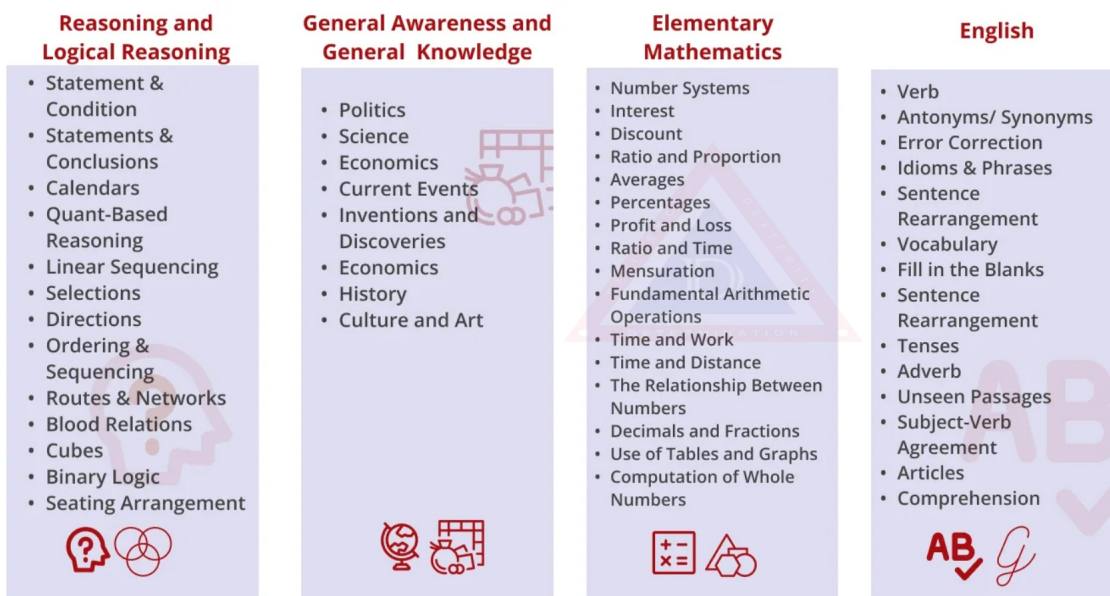 Reasoning and
Logical Reasoning
• Statement &
Condition
• Statements &
Conclusions
• Calendars
• Quant-Based
Reasoning
• Linear Sequencing
• Selections
• Directions
• Ordering &
Sequencing
• Routes & Networks
• Blood Relations
• Cubes
• Binary Logic
• Seating Arrangement
General Awareness and
General Knowledge
• Politics
• Science
• Economics
• Current Events
• Inventions and
Discoveries
• Economics
• History
• Culture and Art
Elementary
Mathematics
• Number Systems
• Interest
• Discount
• Ratio and Proportion
• Averages
• Percentages
• Profit and Loss
• Ratio and Time
• Mensuration
• Fundamental Arithmetic
Operations
• Time and Work
• Time and Distance
• The Relationship Between
Numbers
• Decimals and Fractions
• Use of Tables and Graphs
• Computation of Whole
Numbers
English
• Verb
• Antonyms/ Synonyms
• Error Correction
• Idioms & Phrases
• Sentence
Rearrangement
• Vocabulary
• Fill in the Blanks
• Sentence
Rearrangement
• Tenses
• Adverb
• Unseen Passages
• Subject-Verb
Agreement
• Articles
• Comprehension
AB
AB